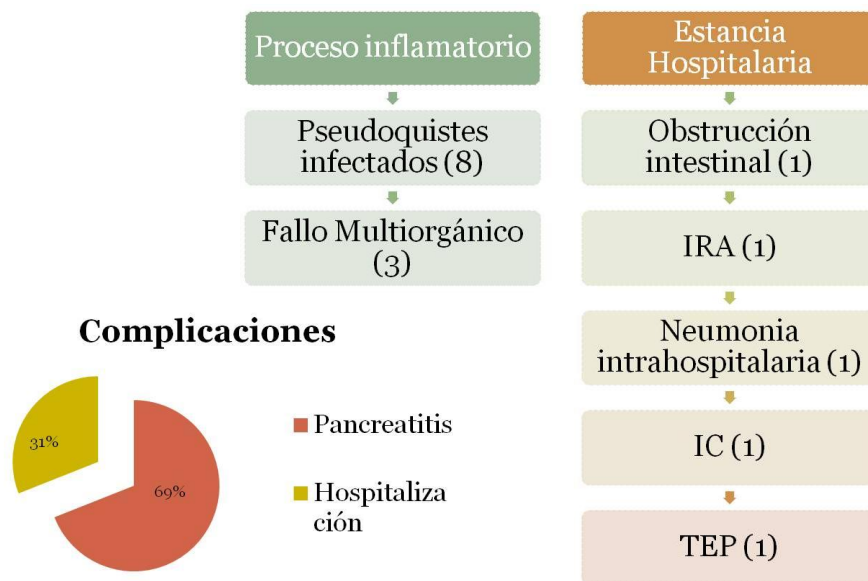 Proceso inflamatorio
Pseudoquistes
infectados (8)
Fallo Multiorgánico
(3)
Estancia
Hospitalaria
Obstrucción
intestinal (1)
IRA (1)
Neumonia
intrahospitalaria (1)
IC (1)
TEP (1)
Complicaciones
31%
69%
Pancreatitis
Hospitaliza
ción